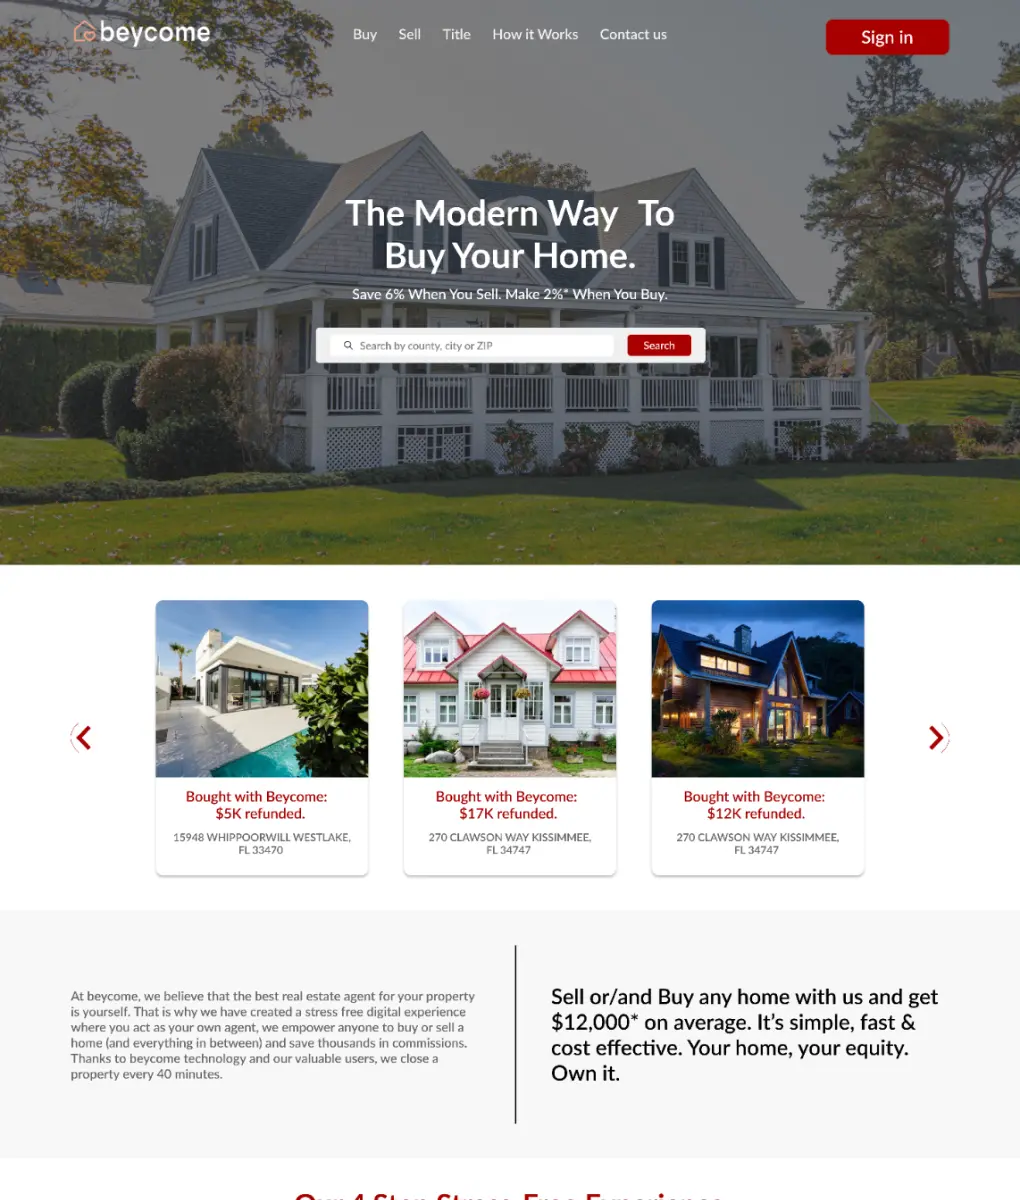 beycome
Buy Sell Title How it Works Contact us
Sign in
The Modern Way To
Buy Your Home.
Save 6% When You Sell. Make 2%* When You Buy.
Search by county, city or ZIP
Search
Bought with Beycome:
$5K refunded.
15948 WHIPPOORWILL WESTLAKE,
FL 33470
Bought with Beycome:
$17K refunded.
270 CLAWSON WAY KISSIMMEE,
FL 34747
Bought with Beycome:
$12K refunded.
270 CLAWSON WAY KISSIMMEE,
FL 34747
At beycome, we believe that the best real estate agent for your property
is yourself. That is why we have created a stress free digital experience
where you act as your own agent, we empower anyone to buy or sell a
home (and everything in between) and save thousands in commissions.
Thanks to beycome technology and our valuable users, we close a
property every 40 minutes.
Sell or/and Buy any home with us and get
$12,000* on average. It’s simple, fast &
cost effective. Your home, your equity.
Own it.
Our 4 Step Stress-Free Experience